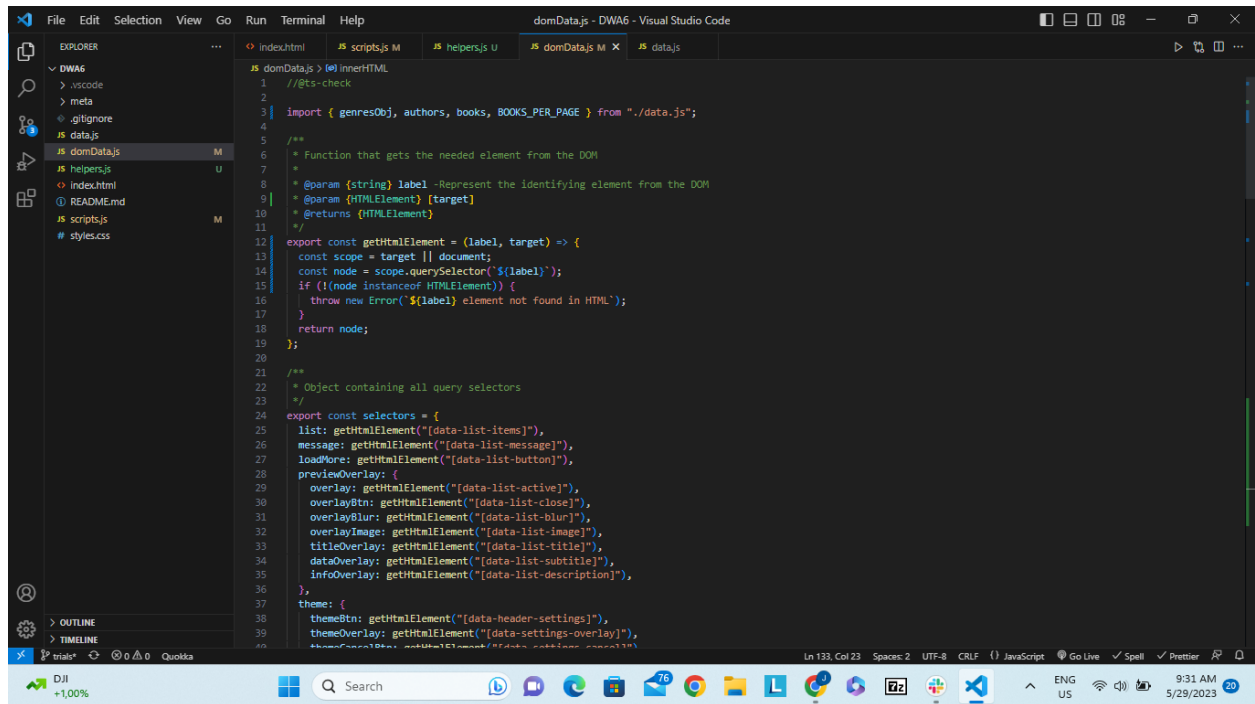 File Edit Selection View Go Run Terminal Help domData.js - DWA6 - Visual Studio Code
EXPLORER ... <> index.html JS scripts.js M JS helpers.js U JS domData.js M × JS data.js
DWA6
> .vscode
> meta
.gitignore
JS data.js
JS domData.js M
JS helpers.js U
<> index.html
README.md
JS scripts.js M
# styles.css
> OUTLINE
> TIMELINE
JS domData.js > innerHTML
1 //@ts-check
2
3 import { genresObj, authors, books, BOOKS_PER_PAGE } from "./data.js";
4
5 /**
6 * Function that gets the needed element from the DOM
7 *
8 * @param {string} label -Represent the identifying element from the DOM
9 * @param {HTMLElement} [target]
10 * @returns {HTMLElement}
11 */
12 export const getHtmlElement = (label, target) => {
13 const scope = target || document;
14 const node = scope.querySelector(`${label}`);
15 if (!(node instanceof HTMLElement)) {
16 throw new Error(`${label} element not found in HTML`);
17 }
18 return node;
19 };
20
21 /**
22 * Object containing all query selectors
23 */
24 export const selectors = {
25 list: getHtmlElement("[data-list-items]"),
26 message: getHtmlElement("[data-list-message]"),
27 loadMore: getHtmlElement("[data-list-button]"),
28 previewOverlay: {
29 overlay: getHtmlElement("[data-list-active]"),
30 overlayBtn: getHtmlElement("[data-list-close]"),
31 overlayBlur: getHtmlElement("[data-list-blur]"),
32 overlayImage: getHtmlElement("[data-list-image]"),
33 titleOverlay: getHtmlElement("[data-list-title]"),
34 dataOverlay: getHtmlElement("[data-list-subtitle]"),
35 infoOverlay: getHtmlElement("[data-list-description]"),
36 },
37 theme: {
38 themeBtn: getHtmlElement("[data-header-settings]"),
39 themeOverlay: getHtmlElement("[data-settings-overlay]"),
40 themeCancelBtn: getHtmlElement("[data-settings-cancel]")
trials* 0 0 Quokka Ln 133, Col 23 Spaces: 2 UTF-8 CRLF {} JavaScript Go Live Spell Prettier
DJI
+1,00%
Search
76
ENG
US
9:31 AM
5/29/2023
20